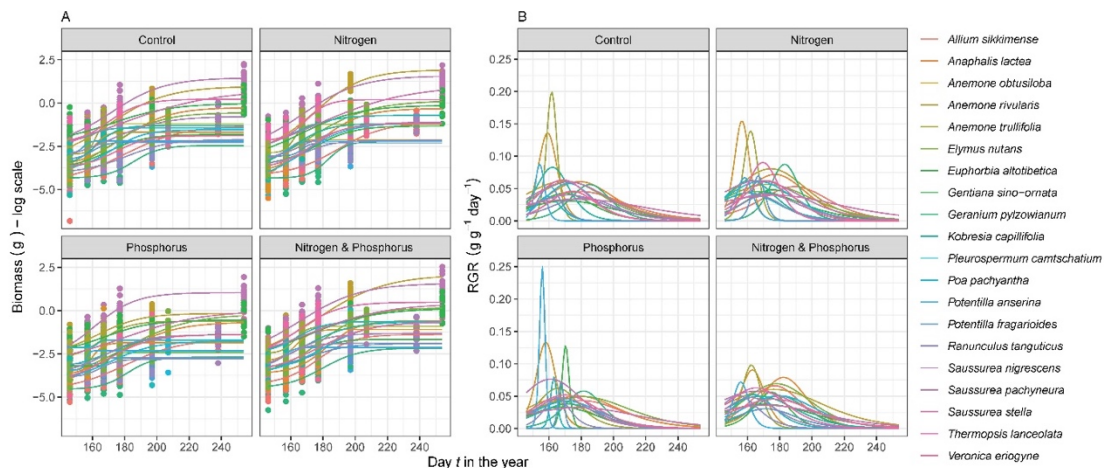 A
B
Control
Nitrogen
Control
Nitrogen
2.5
0.0
−2.5
−5.0
0.25
0.20
0.15
0.10
0.05
0.00
Phosphorus
Nitrogen & Phosphorus
Phosphorus
Nitrogen & Phosphorus
2.5
0.0
−2.5
−5.0
0.25
0.20
0.15
0.10
0.05
0.00
160 180 200 220 240
160 180 200 220 240
160 180 200 220 240
160 180 200 220 240
Biomass (g) − log scale
RGR (g g⁻¹ day⁻¹)
Day t in the year
Allium sikkimense
Anaphalis lactea
Anemone obtusiloba
Anemone rivularis
Anemone trullifolia
Elymus nutans
Euphorbia altotibetica
Gentiana sino−ornata
Geranium pylzowianum
Kobresia capillifolia
Pleurospermum camtschatium
Poa pachyantha
Potentilla anserina
Potentilla fragarioides
Ranunculus tanguticus
Saussurea nigrescens
Saussurea pachyneura
Saussurea stella
Thermopsis lanceolata
Veronica eriogyne